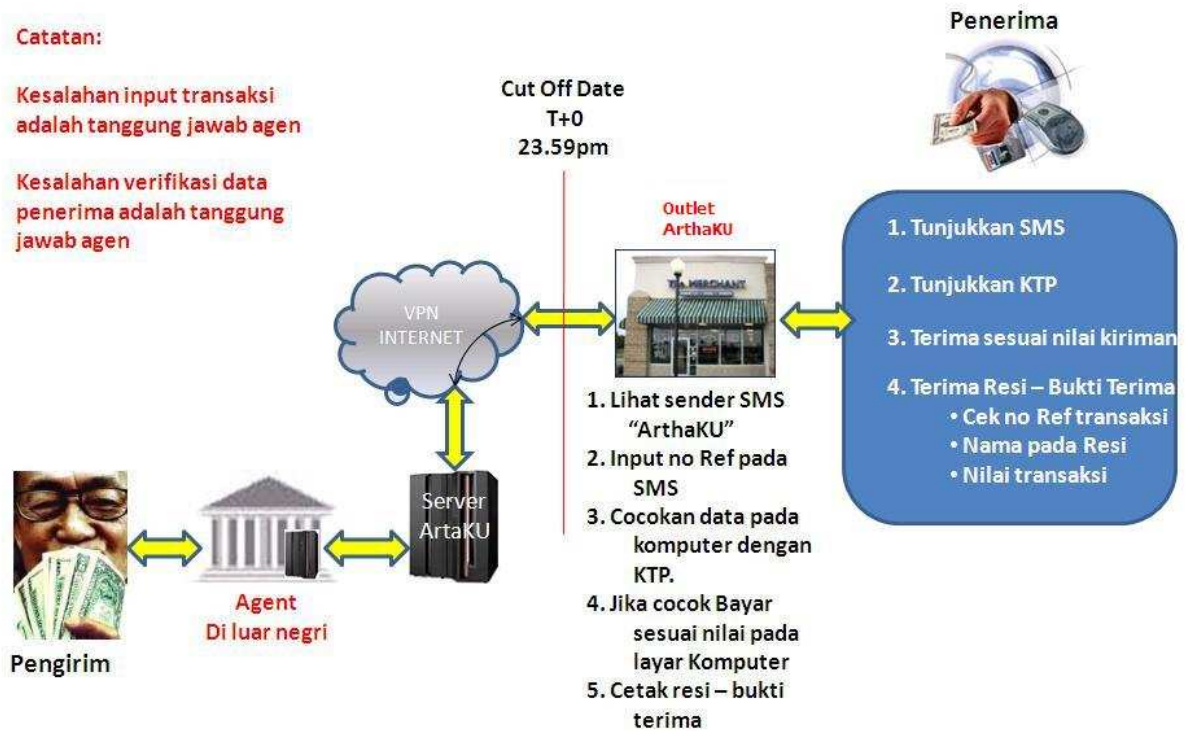 Catatan:
Kesalahan input transaksi
adalah tanggung jawab agen
Kesalahan verifikasi data
penerima adalah tanggung
jawab agen
Cut Off Date
T+0
23.59pm
Penerima
Outlet
ArthaKU
MERCHANT
VPN
INTERNET
1. Tunjukkan SMS
2. Tunjukkan KTP
3. Terima sesuai nilai kiriman
4. Terima Resi – Bukti Terima
• Cek no Ref transaksi
• Nama pada Resi
• Nilai transaksi
1. Lihat sender SMS
"ArthaKU"
2. Input no Ref pada
SMS
3. Cocokan data pada
komputer dengan
KTP.
4. Jika cocok Bayar
sesuai nilai pada
layar Komputer
5. Cetak resi – bukti
terima
Server
ArtaKU
Agent
Di luar negri
Pengirim